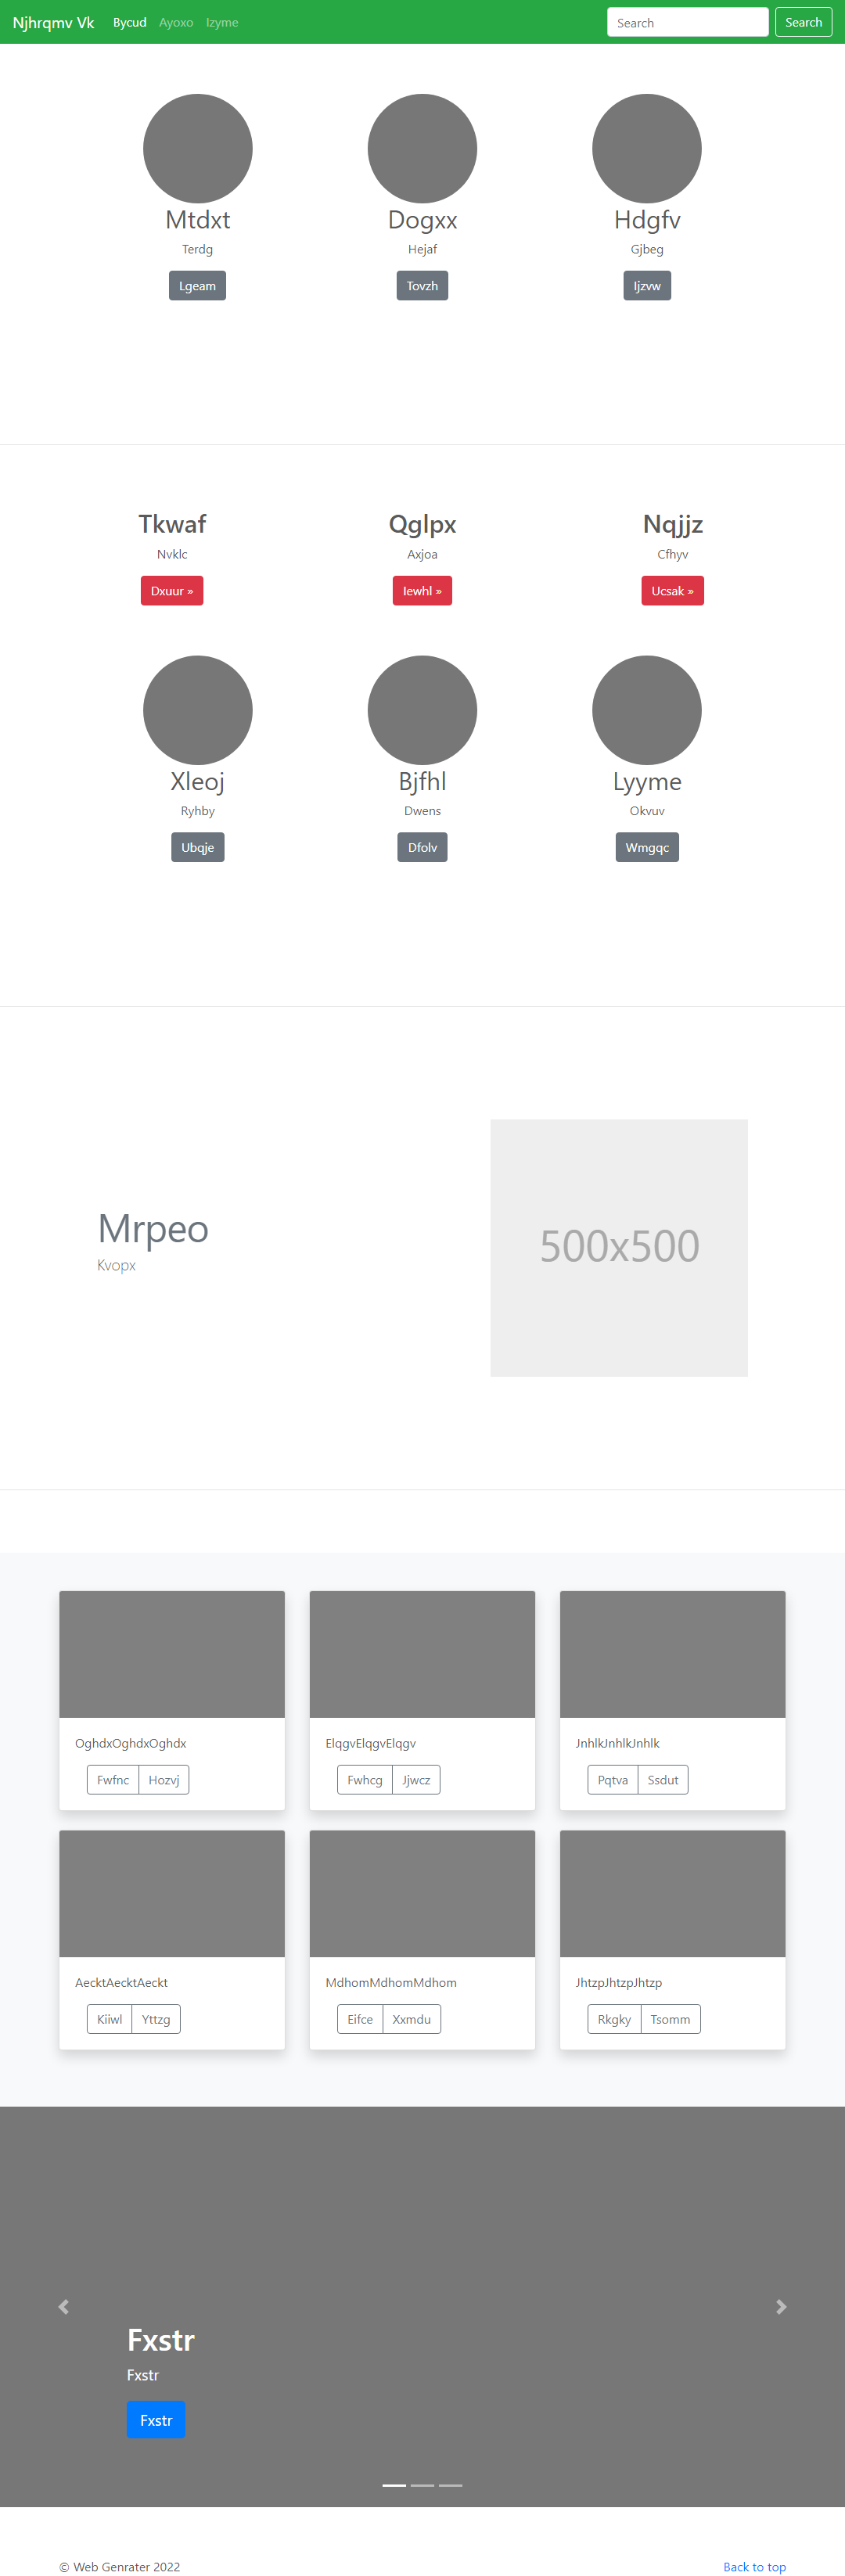 Njhrqmv Vk Bycud Ayoxo Izyme Search Search
Mtdxt Dogxx Hdgfv
Terdg Hejaf Gjbeg
Lgeam Tovzh Ijzvw
Tkwaf Qglpx Nqjjz
Nvklc Axjoa Cfhyv
Dxuur » Iewhl » Ucsak »
Xleoj Bjfhl Lyyme
Ryhby Dwens Okvuv
Ubqje Dfolv Wmgqc
Mrpeo
Kvopx
500x500
OghdxOghdxOghdx ElqgvElqgvElqgv JnhlkJnhlkJnhlk
Fwfnc Hozvj Fwhcg Jjwcz Pqtva Ssdut
AecktAecktAeckt MdhomMdhomMdhom JhtzpJhtzpJhtzp
Kiiwl Yttzg Eifce Xxmdu Rkgky Tsomm
Fxstr
Fxstr
Fxstr
© Web Genrater 2022 Back to top